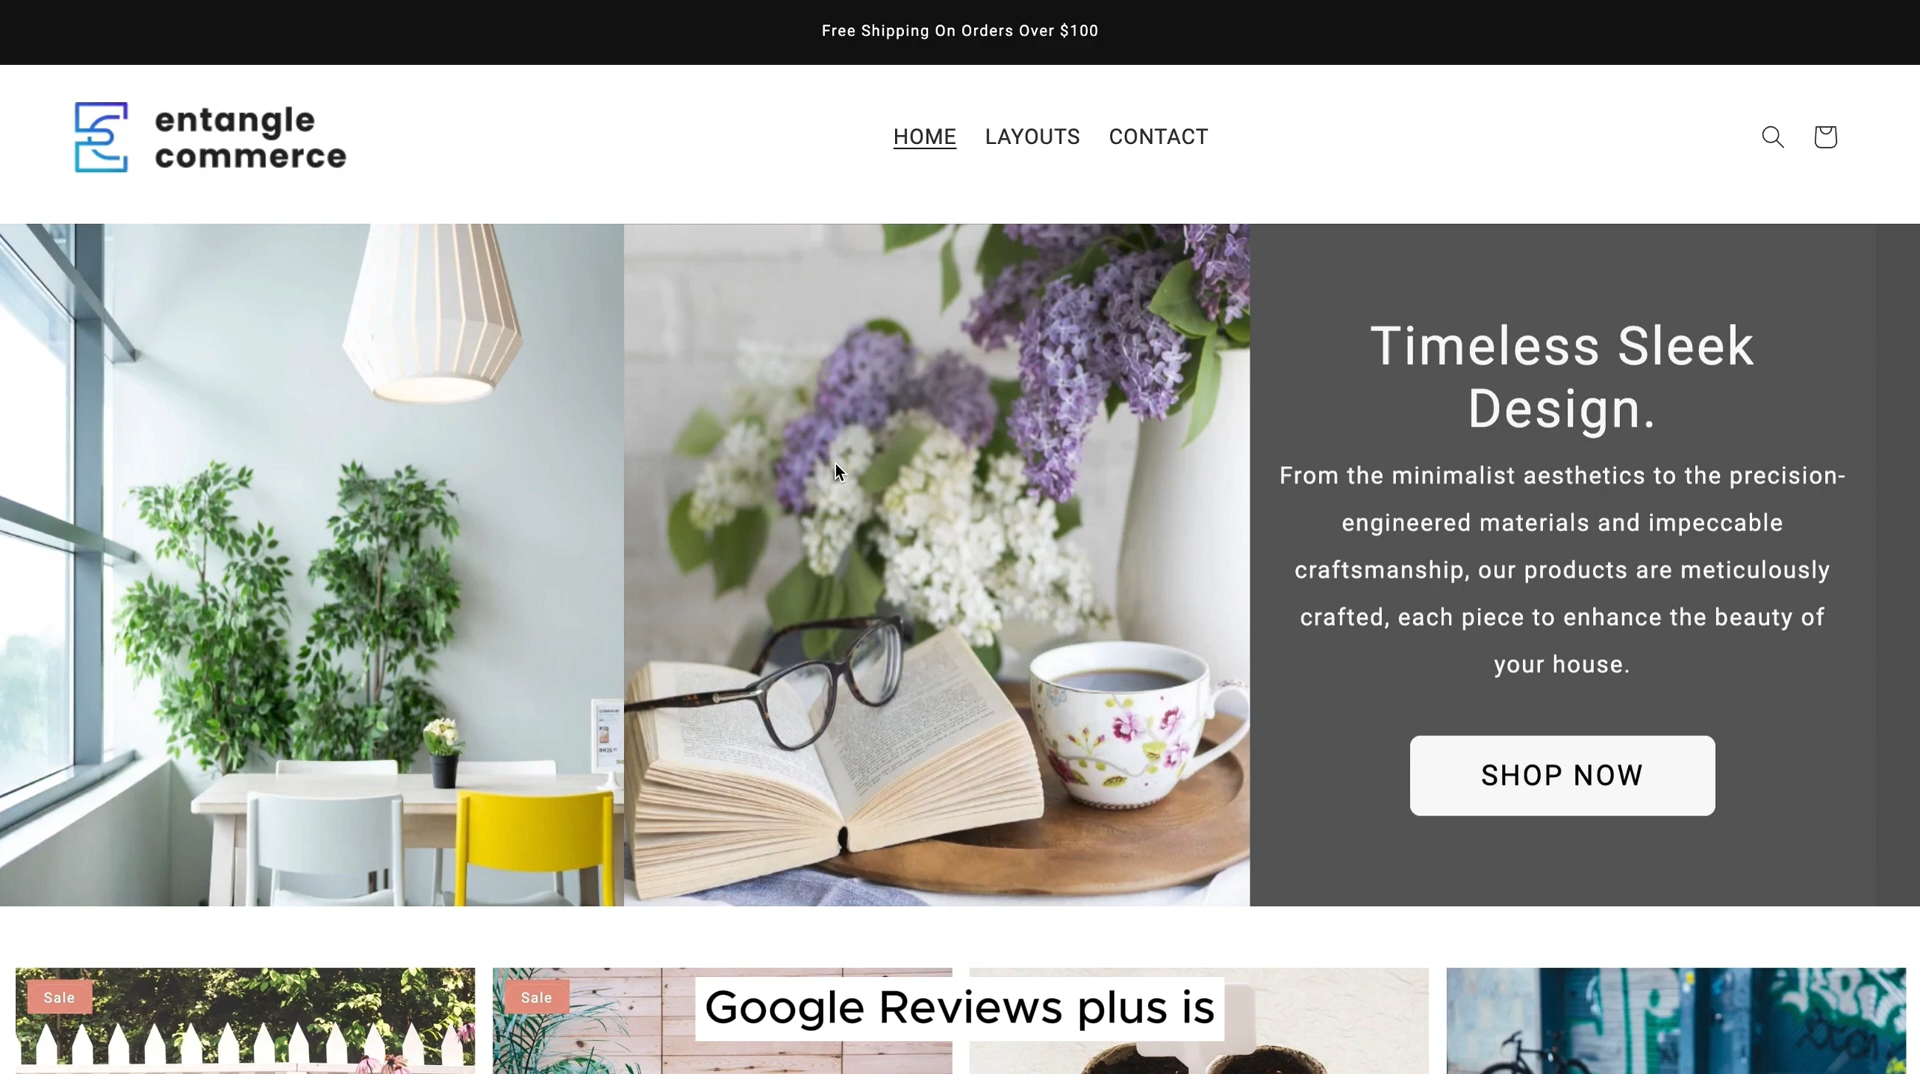 Free Shipping On Orders Over $100
entangle
commerce
HOME LAYOUTS CONTACT
Timeless Sleek
Design.
From the minimalist aesthetics to the precision-
engineered materials and impeccable
craftsmanship, our products are meticulously
crafted, each piece to enhance the beauty of
your house.
SHOP NOW
Sale
Sale
Google Reviews plus is